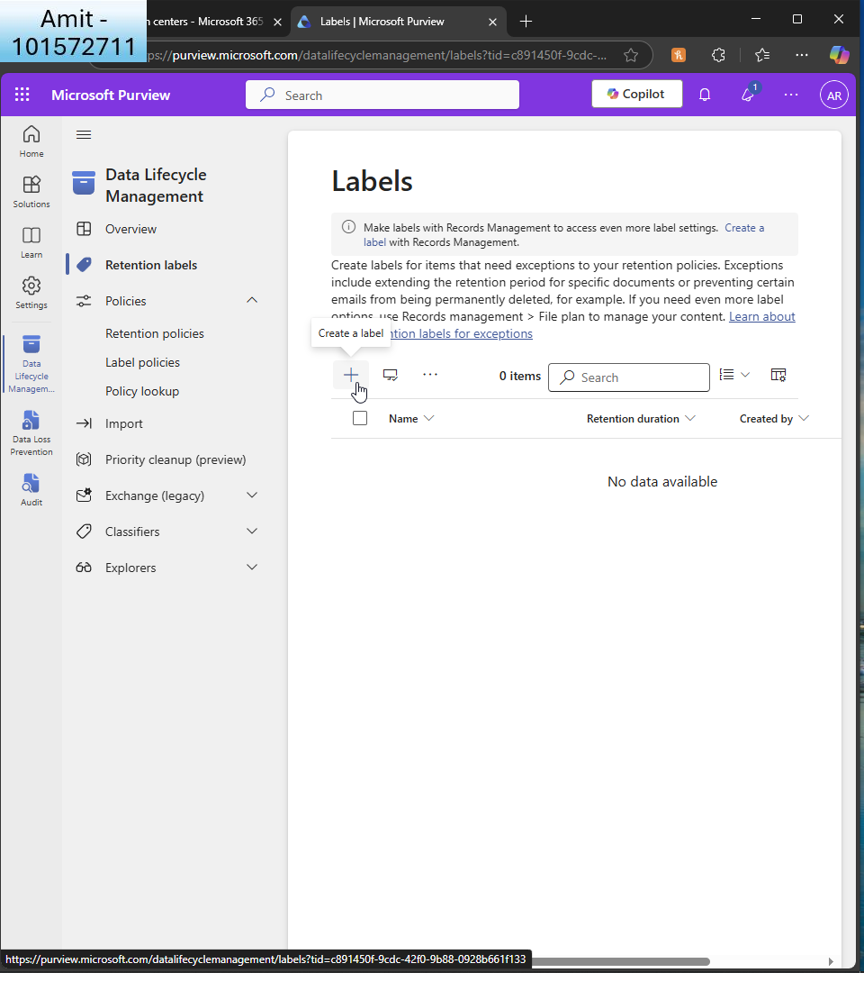 Amit -
101572711
n centers - Microsoft 365
Labels | Microsoft Purview
ps://purview.microsoft.com/datalifecyclemanagement/labels?tid=c891450f-9cdc-...
Microsoft Purview
Search
Copilot
1
AR
Home
Solutions
Learn
Settings
Data
Lifecycle
Managem...
Data Loss
Prevention
Audit
Data Lifecycle
Management
Overview
Retention labels
Policies
Retention policies
Label policies
Policy lookup
Import
Priority cleanup (preview)
Exchange (legacy)
Classifiers
Explorers
Labels
Make labels with Records Management to access even more label settings. Create a
label with Records Management.
Create labels for items that need exceptions to your retention policies. Exceptions
include extending the retention period for specific documents or preventing certain
emails from being permanently deleted, for example. If you need even more label
options, use Records management > File plan to manage your content. Learn about
ntion labels for exceptions
Create a label
0 items
Search
Name
Retention duration
Created by
No data available
https://purview.microsoft.com/datalifecyclemanagement/labels?tid=c891450f-9cdc-42f0-9b88-0928b661f133